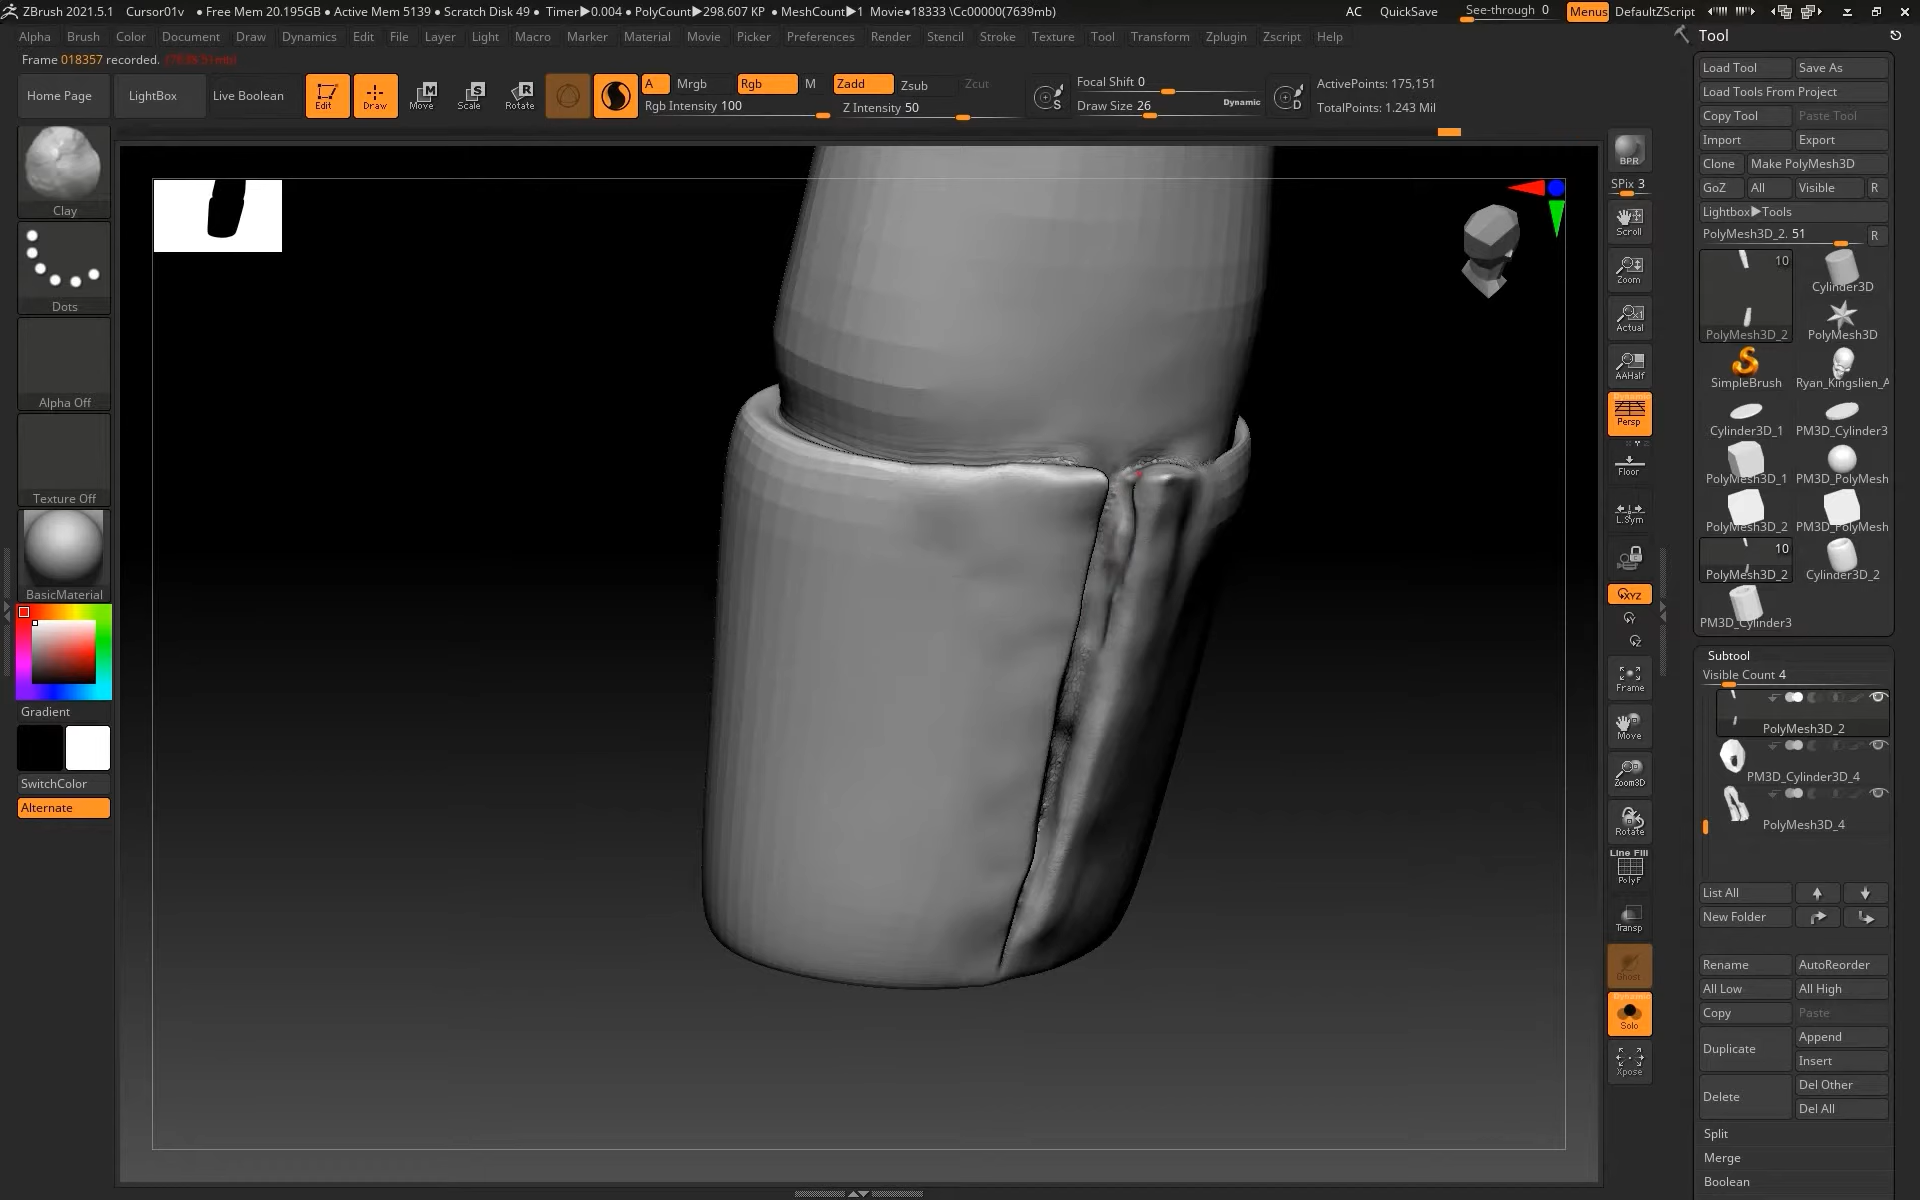 ZBrush 2021.5.1 Cursor01v ● Free Mem 20.195GB ● Active Mem 5139 ● Scratch Disk 49 ● Timer▶0.004 ● PolyCount▶298.607 KP ● MeshCount▶1 Movie●18333 \Cc00000(7639mb) AC QuickSave See-through 0 Menus DefaultZScript
Alpha Brush Color Document Draw Dynamics Edit File Layer Light Macro Marker Material Movie Picker Preferences Render Stencil Stroke Texture Tool Transform Zplugin Zscript Help
Frame 018357 recorded.
Home Page LightBox Live Boolean Edit Draw Move Scale Rotate
A Mrgb Rgb M Zadd Zsub Zcut
Rgb Intensity 100 Z Intensity 50
Focal Shift 0
Draw Size 26 Dynamic
ActivePoints: 175,151
TotalPoints: 1.243 Mil
Clay
Dots
Alpha Off
Texture Off
BasicMaterial
Gradient
SwitchColor
Alternate
BPR
SPix 3
Scroll
Zoom
Actual
AAHalf
Dynamic
Persp
Floor
L.Sym
XYZ
Y
Z
Frame
Move
Zoom3D
Rotate
Line Fill
PolyF
Transp
Ghost
Dynamic
Solo
Xpose
Tool
Load Tool Save As
Load Tools From Project
Copy Tool Paste Tool
Import Export
Clone Make PolyMesh3D
GoZ All Visible R
Lightbox▶Tools
PolyMesh3D_2. 51 R
10
Cylinder3D
PolyMesh3D_2 PolyMesh3D
SimpleBrush Ryan_Kingslien_A
Cylinder3D_1 PM3D_Cylinder3
PolyMesh3D_1 PM3D_PolyMesh
PolyMesh3D_2 PM3D_PolyMesh
10
PolyMesh3D_2 Cylinder3D_2
PM3D_Cylinder3
Subtool
Visible Count 4
PolyMesh3D_2
PM3D_Cylinder3D_4
PolyMesh3D_4
List All
New Folder
Rename AutoReorder
All Low All High
Copy Paste
Duplicate Append
Insert
Delete Del Other
Del All
Split
Merge
Boolean